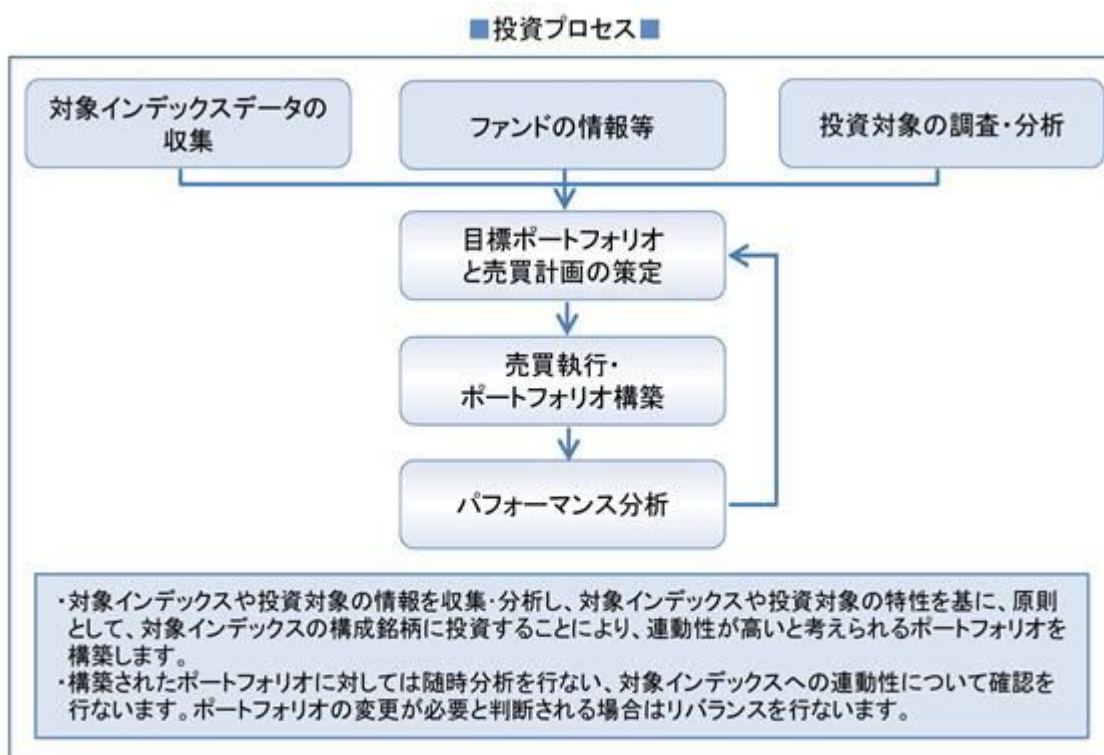 ■投資プロセス■
対象インデックスデータの
収集
ファンドの情報等
投資対象の調査・分析
目標ポートフォリオ
と売買計画の策定
売買執行・
ポートフォリオ構築
パフォーマンス分析
・対象インデックスや投資対象の情報を収集・分析し、対象インデックスや投資対象の特性を基に、原則
として、対象インデックスの構成銘柄に投資することにより、連動性が高いと考えられるポートフォリオを
構築します。
・構築されたポートフォリオに対しては随時分析を行ない、対象インデックスへの連動性について確認を
行ないます。ポートフォリオの変更が必要と判断される場合はリバランスを行ないます。